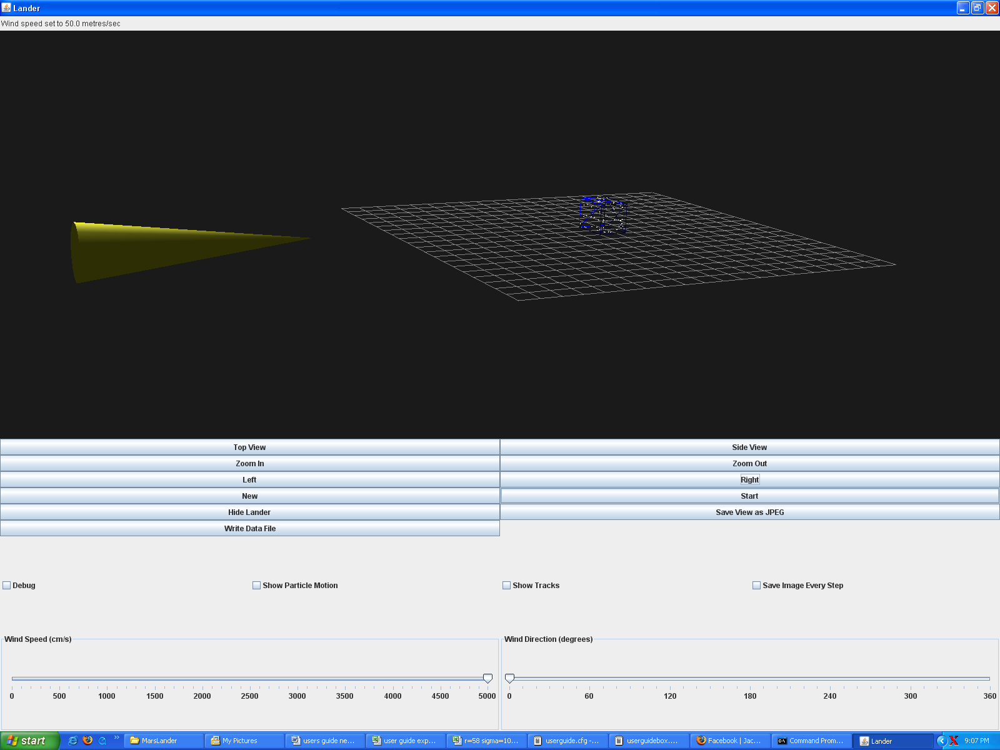 Lander
Wind speed set to 50.0 metres/sec
Top View
Side View
Zoom In
Zoom Out
Left
Right
New
Start
Hide Lander
Save View as JPEG
Write Data File
Debug
Show Particle Motion
Show Tracks
Save Image Every Step
Wind Speed (cm/s)
0 500 1000 1500 2000 2500 3000 3500 4000 4500 5000
Wind Direction (degrees)
0 60 120 180 240 300 360
start
MarsLander
My Pictures
users guide ne...
user guide exp...
r=58 sigma=10...
userguide.cfg -...
userguidebox....
Facebook | Jac...
Command Prom...
Lander
9:07 PM